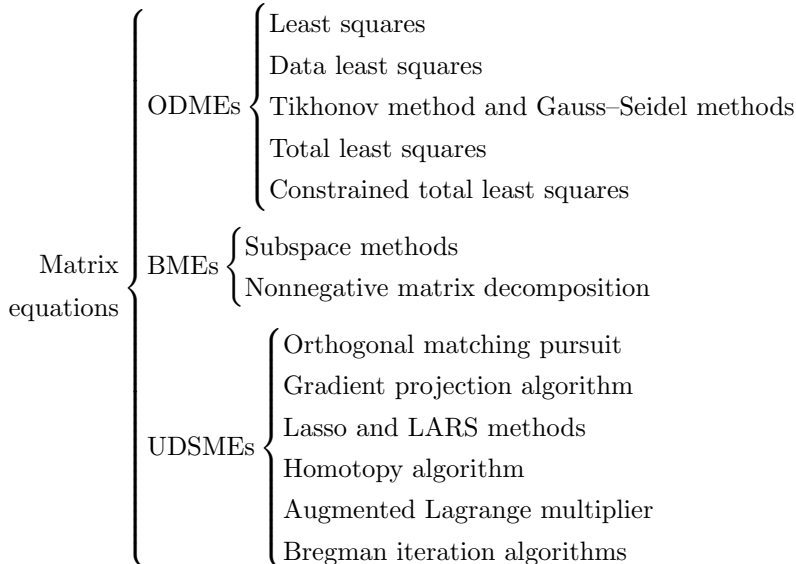 Matrix
equations
ODMEs
Least squares
Data least squares
Tikhonov method and Gauss–Seidel methods
Total least squares
Constrained total least squares
BMEs
Subspace methods
Nonnegative matrix decomposition
UDSMEs
Orthogonal matching pursuit
Gradient projection algorithm
Lasso and LARS methods
Homotopy algorithm
Augmented Lagrange multiplier
Bregman iteration algorithms